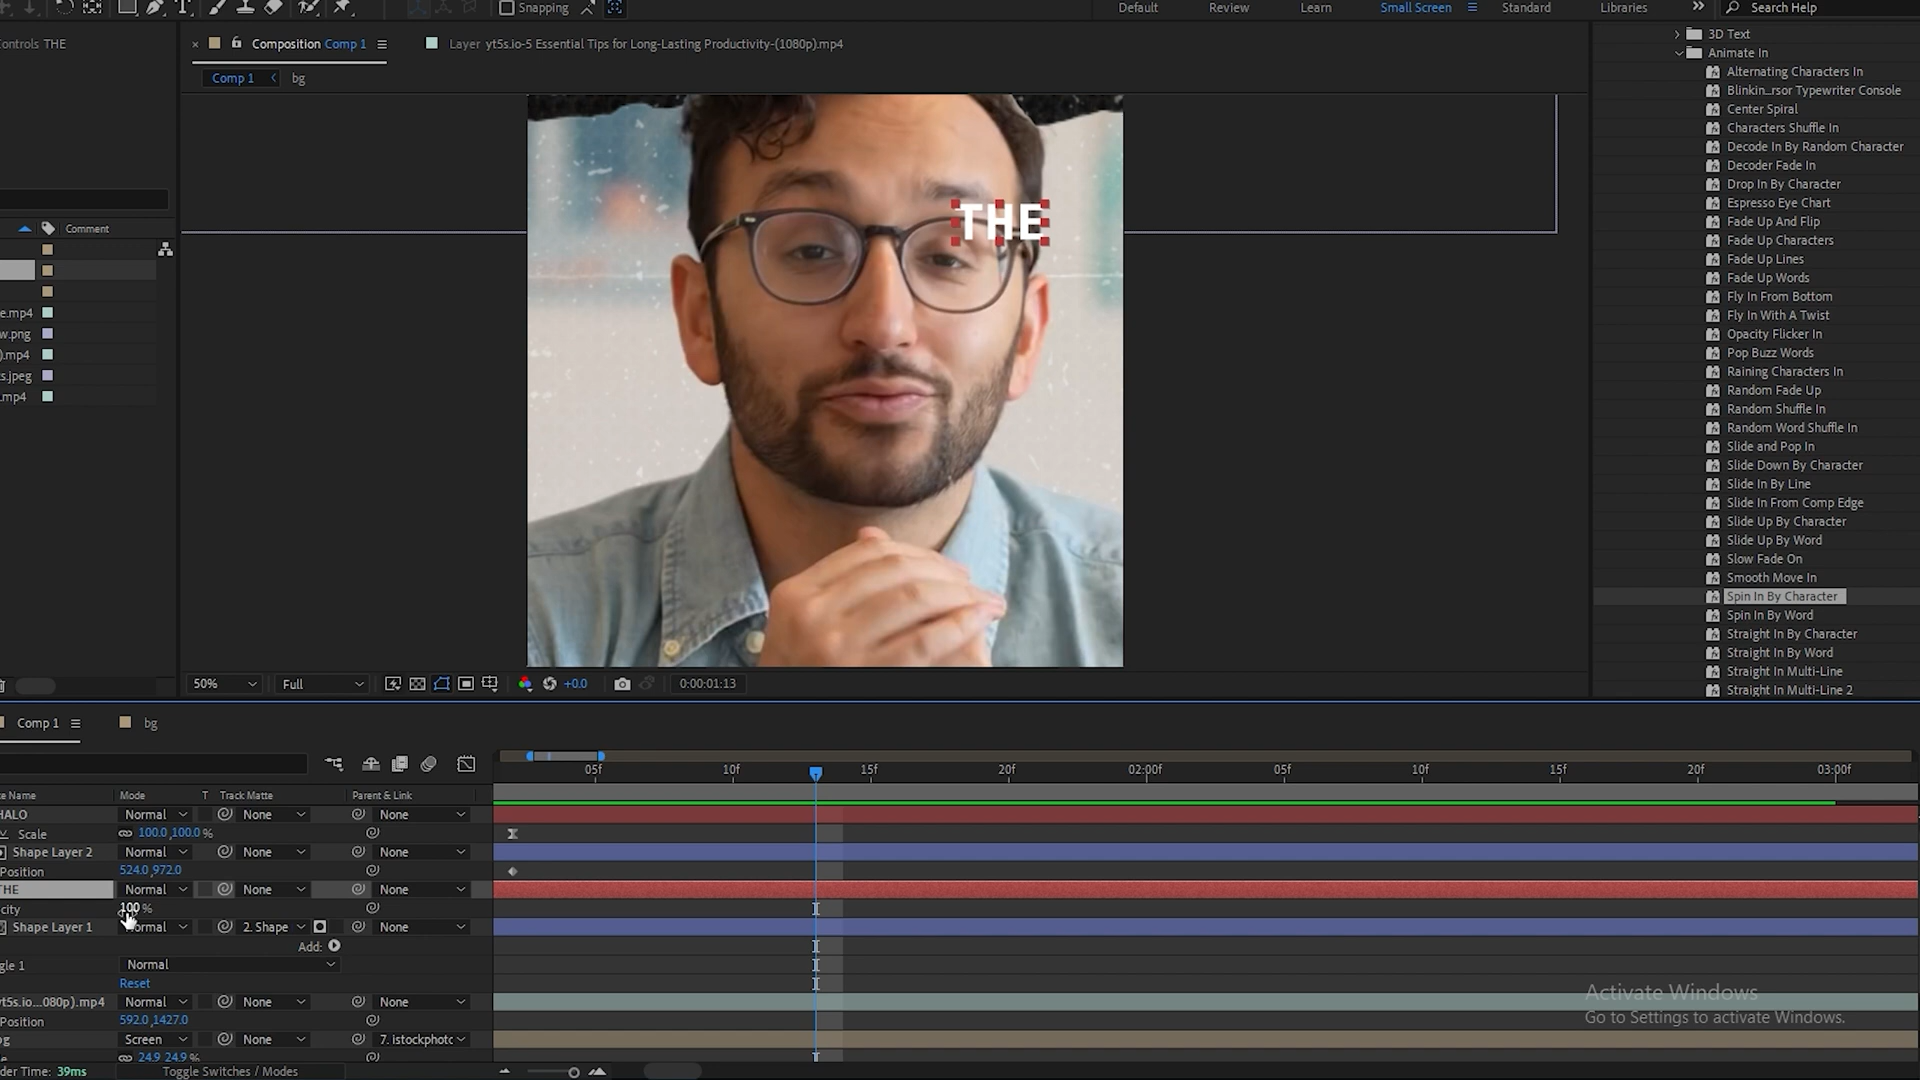 Snapping
Default
Review
Learn
Small Screen
Standard
Libraries
Search Help
ontrols THE
Composition Comp 1
Layer yt5s.io-5 Essential Tips for Long-Lasting Productivity-(1080p).mp4
Comp 1
bg
THE
Comment
e.mp4
w.png
).mp4
s.jpeg
.mp4
3D Text
Animate In
Alternating Characters In
Blinkin...rsor Typewriter Console
Center Spiral
Characters Shuffle In
Decode In By Random Character
Decoder Fade In
Drop In By Character
Espresso Eye Chart
Fade Up And Flip
Fade Up Characters
Fade Up Lines
Fade Up Words
Fly In From Bottom
Fly In With A Twist
Opacity Flicker In
Pop Buzz Words
Raining Characters In
Random Fade Up
Random Shuffle In
Random Word Shuffle In
Slide and Pop In
Slide Down By Character
Slide In By Line
Slide In From Comp Edge
Slide Up By Character
Slide Up By Word
Slow Fade On
Smooth Move In
Spin In By Character
Spin In By Word
Straight In By Character
Straight In By Word
Straight In Multi-Line
Straight In Multi-Line 2
50%
Full
+0.0
0:00:01:13
Comp 1
bg
05f 10f 15f 20f 02:00f 05f 10f 15f 20f 03:00f
ce Name Mode T Track Matte Parent & Link
HALO Normal None None
Scale 100.0,100.0 %
Shape Layer 2 Normal None None
Position 524.0,972.0
THE Normal None None
city 100 %
Shape Layer 1 Normal 2. Shape None
Add:
gle 1 Normal
Reset
yt5s.io...080p).mp4 Normal None None
Position 592.0,1427.0
g Screen None 7. istockphotc
e 24.9,24.9 %
der Time: 39ms Toggle Switches / Modes
Activate Windows
Go to Settings to activate Windows.